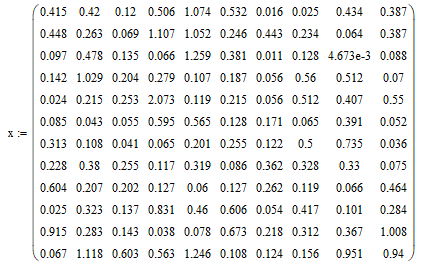 0.415 0.42 0.12 0.506 1.074 0.532 0.016 0.025 0.434 0.387
0.448 0.263 0.069 1.107 1.052 0.246 0.443 0.234 0.064 0.387
0.097 0.478 0.135 0.066 1.259 0.381 0.011 0.128 4.673e-3 0.088
0.142 1.029 0.204 0.279 0.107 0.187 0.056 0.56 0.512 0.07
0.024 0.215 0.253 2.073 0.119 0.215 0.056 0.512 0.407 0.55
0.085 0.043 0.055 0.595 0.565 0.128 0.171 0.065 0.391 0.052
x := 0.313 0.108 0.041 0.065 0.201 0.255 0.122 0.5 0.735 0.036
0.228 0.38 0.255 0.117 0.319 0.086 0.362 0.328 0.33 0.075
0.604 0.207 0.202 0.127 0.06 0.127 0.262 0.119 0.066 0.464
0.025 0.323 0.137 0.831 0.46 0.606 0.054 0.417 0.101 0.284
0.915 0.283 0.143 0.038 0.078 0.673 0.218 0.312 0.367 1.008
0.067 1.118 0.603 0.563 1.246 0.108 0.124 0.156 0.951 0.94